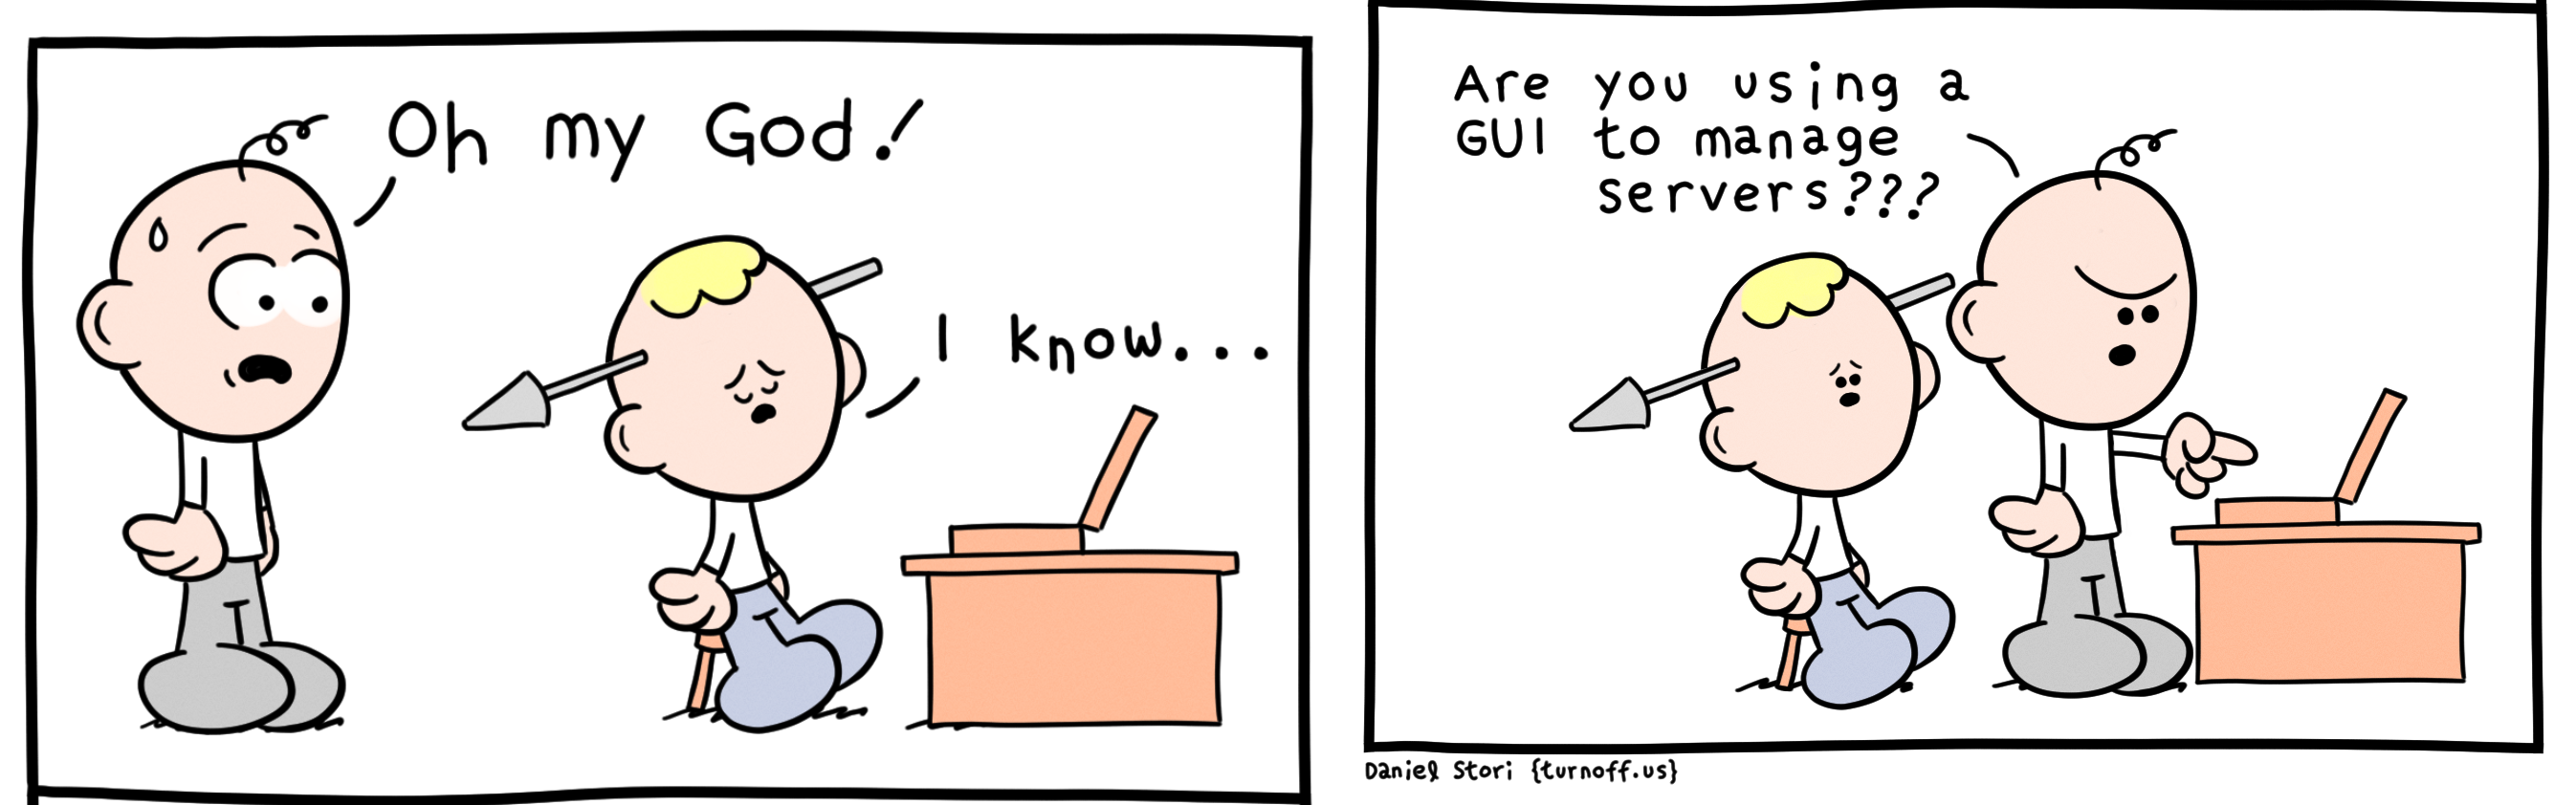 Oh my God!
I know...
Are you using a
GUI to manage
servers???
Daniel Stori {turnoff.us}